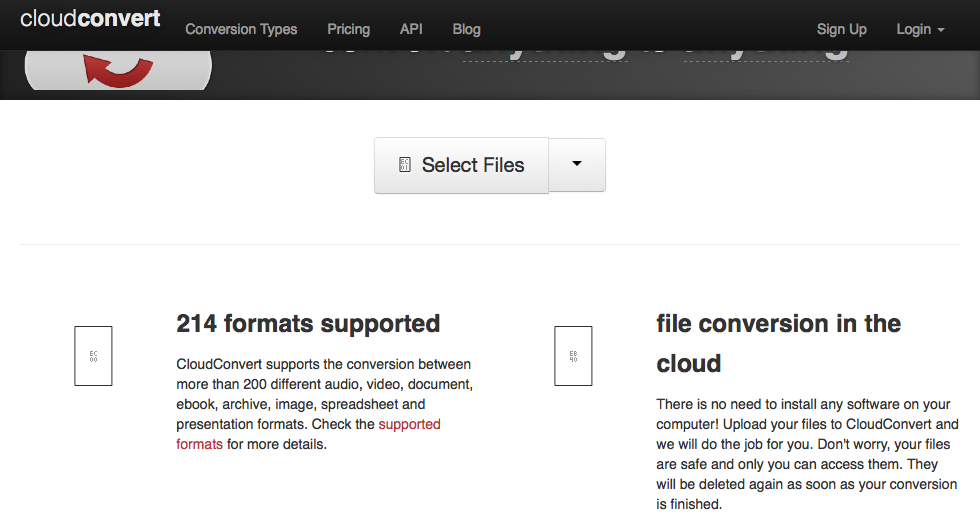 cloudconvert
Conversion Types
Pricing
API
Blog
Sign Up
Login
Select Files
214 formats supported
CloudConvert supports the conversion between
more than 200 different audio, video, document,
ebook, archive, image, spreadsheet and
presentation formats. Check the supported
formats for more details.
file conversion in the
cloud
There is no need to install any software on your
computer! Upload your files to CloudConvert and
we will do the job for you. Don't worry, your files
are safe and only you can access them. They
will be deleted again as soon as your conversion
is finished.